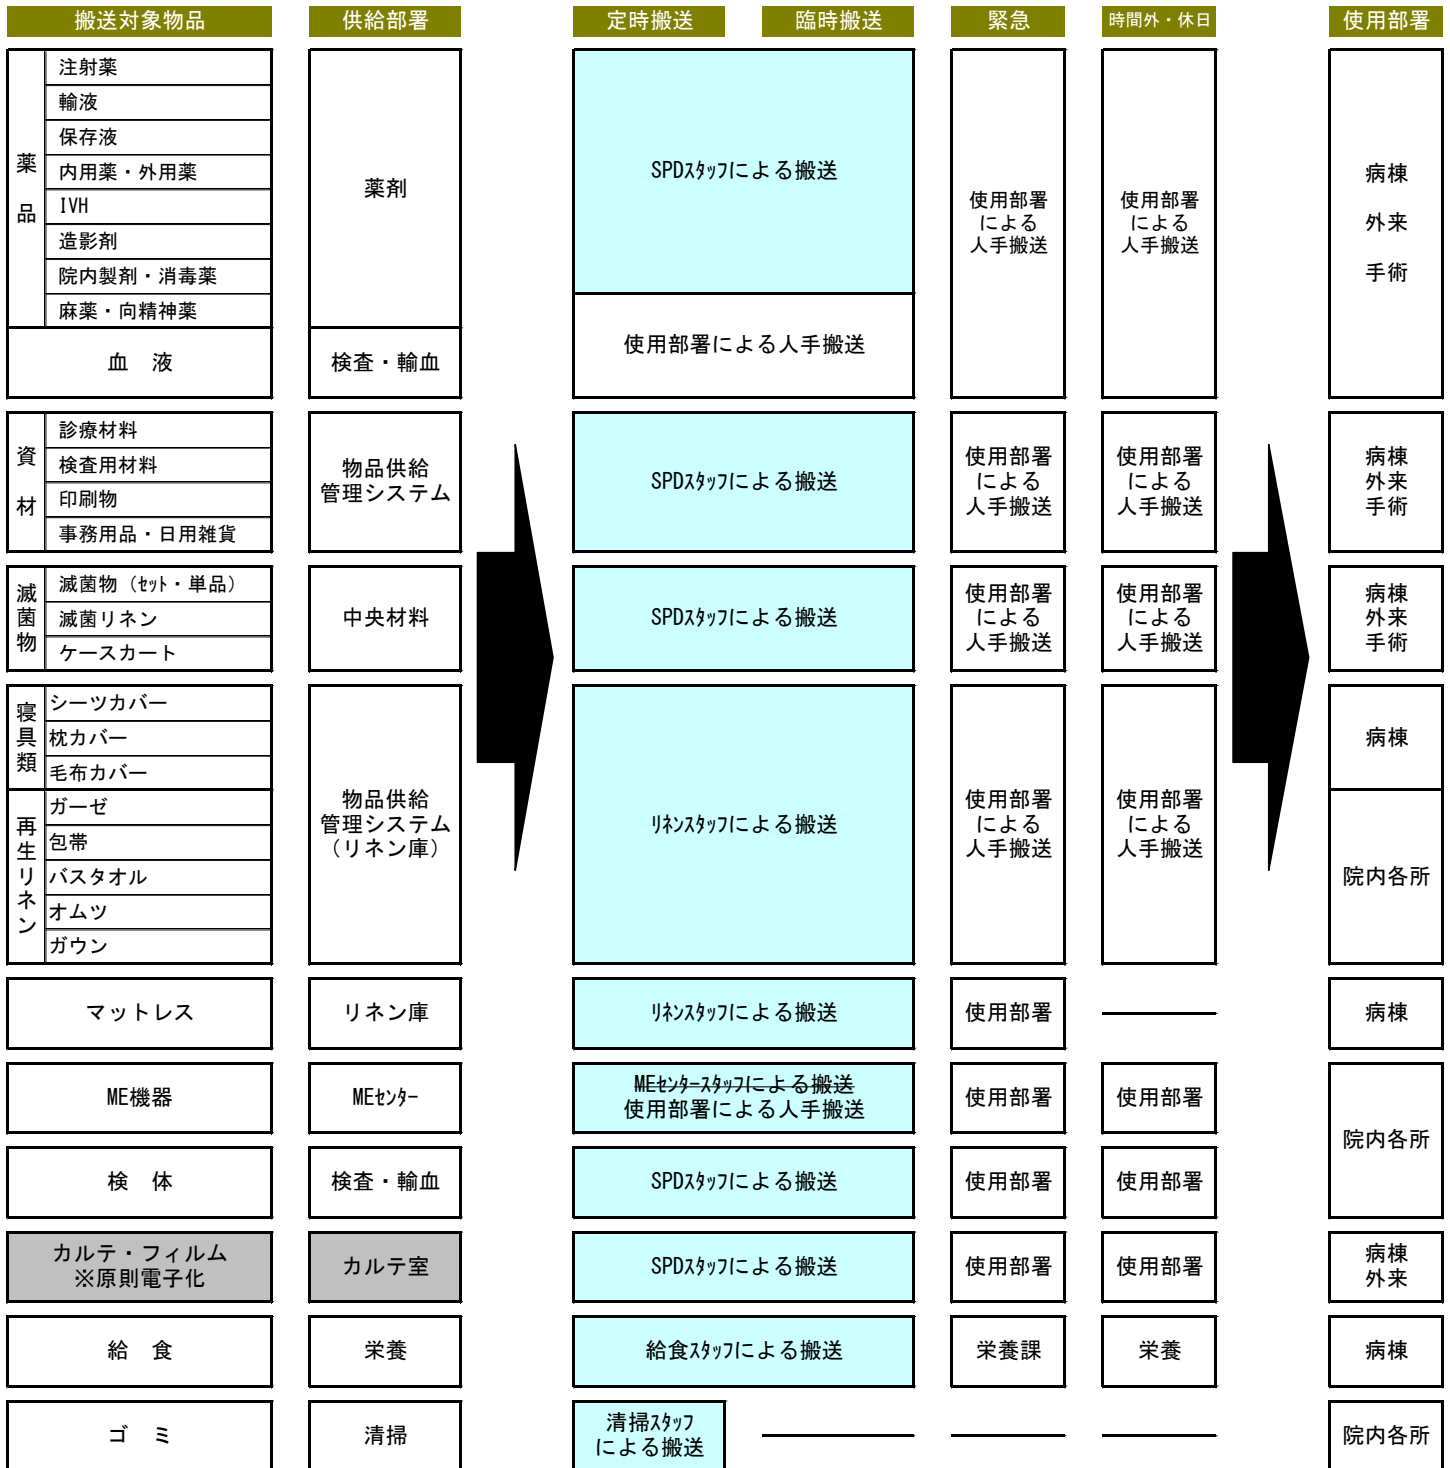 搬送対象物品 供給部署 定時搬送 臨時搬送 緊急 時間外・休日 使用部署
薬品
注射薬
輸液
保存液
内用薬・外用薬
IVH
造影剤
院内製剤・消毒薬
麻薬・向精神薬
薬剤
SPDｽﾀｯﾌによる搬送
使用部署
による
人手搬送
使用部署
による
人手搬送
病棟
外来
手術
血 液
検査・輸血
使用部署による人手搬送
資材
診療材料
検査用材料
印刷物
事務用品・日用雑貨
物品供給
管理システム
SPDｽﾀｯﾌによる搬送
使用部署
による
人手搬送
使用部署
による
人手搬送
病棟
外来
手術
滅菌物
滅菌物（ｾｯﾄ・単品）
滅菌リネン
ケースカート
中央材料
SPDｽﾀｯﾌによる搬送
使用部署
による
人手搬送
使用部署
による
人手搬送
病棟
外来
手術
寝具類
シーツカバー
枕カバー
毛布カバー
再生リネン
ガーゼ
包帯
バスタオル
オムツ
ガウン
物品供給
管理システム
（リネン庫）
ﾘﾈﾝｽﾀｯﾌによる搬送
使用部署
による
人手搬送
使用部署
による
人手搬送
病棟
院内各所
マットレス
リネン庫
ﾘﾈﾝｽﾀｯﾌによる搬送
使用部署
病棟
ME機器
MEｾﾝﾀｰ
MEｾﾝﾀｰｽﾀｯﾌによる搬送
使用部署による人手搬送
使用部署
使用部署
院内各所
検 体
検査・輸血
SPDｽﾀｯﾌによる搬送
使用部署
使用部署
カルテ・フィルム
※原則電子化
カルテ室
SPDｽﾀｯﾌによる搬送
使用部署
使用部署
病棟
外来
給 食
栄養
給食ｽﾀｯﾌによる搬送
栄養課
栄養
病棟
ゴ ミ
清掃
清掃ｽﾀｯﾌ
による搬送
院内各所